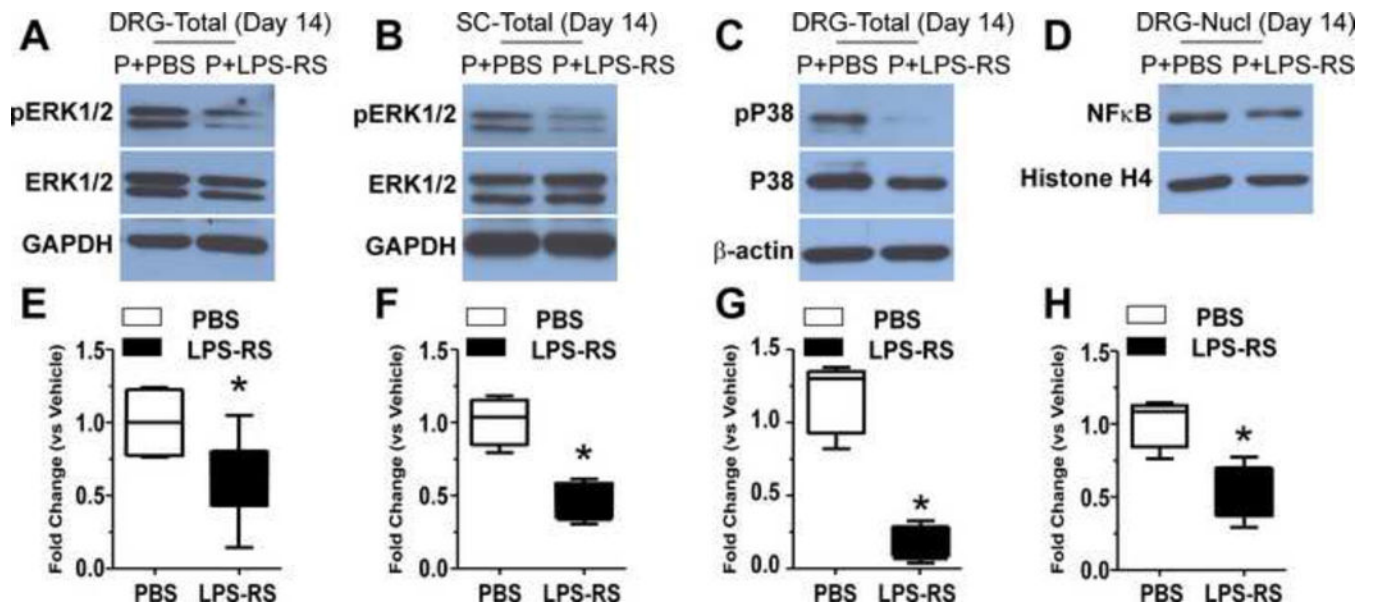 A
DRG-Total (Day 14)
P+PBS P+LPS-RS
pERK1/2
ERK1/2
GAPDH
B
SC-Total (Day 14)
P+PBS P+LPS-RS
pERK1/2
ERK1/2
GAPDH
C
DRG-Total (Day 14)
P+PBS P+LPS-RS
pP38
P38
β-actin
D
DRG-Nucl (Day 14)
P+PBS P+LPS-RS
NFκB
Histone H4
E
PBS
LPS-RS
Fold Change (vs Vehicle)
1.5
1.0
0.5
0.0
*
PBS LPS-RS
F
PBS
LPS-RS
Fold Change (vs Vehicle)
1.5
1.0
0.5
0.0
*
PBS LPS-RS
G
PBS
LPS-RS
Fold Change (vs Vehicle)
1.5
1.0
0.5
0.0
*
PBS LPS-RS
H
PBS
LPS-RS
Fold Change (vs Vehicle)
1.5
1.0
0.5
0.0
*
PBS LPS-RS